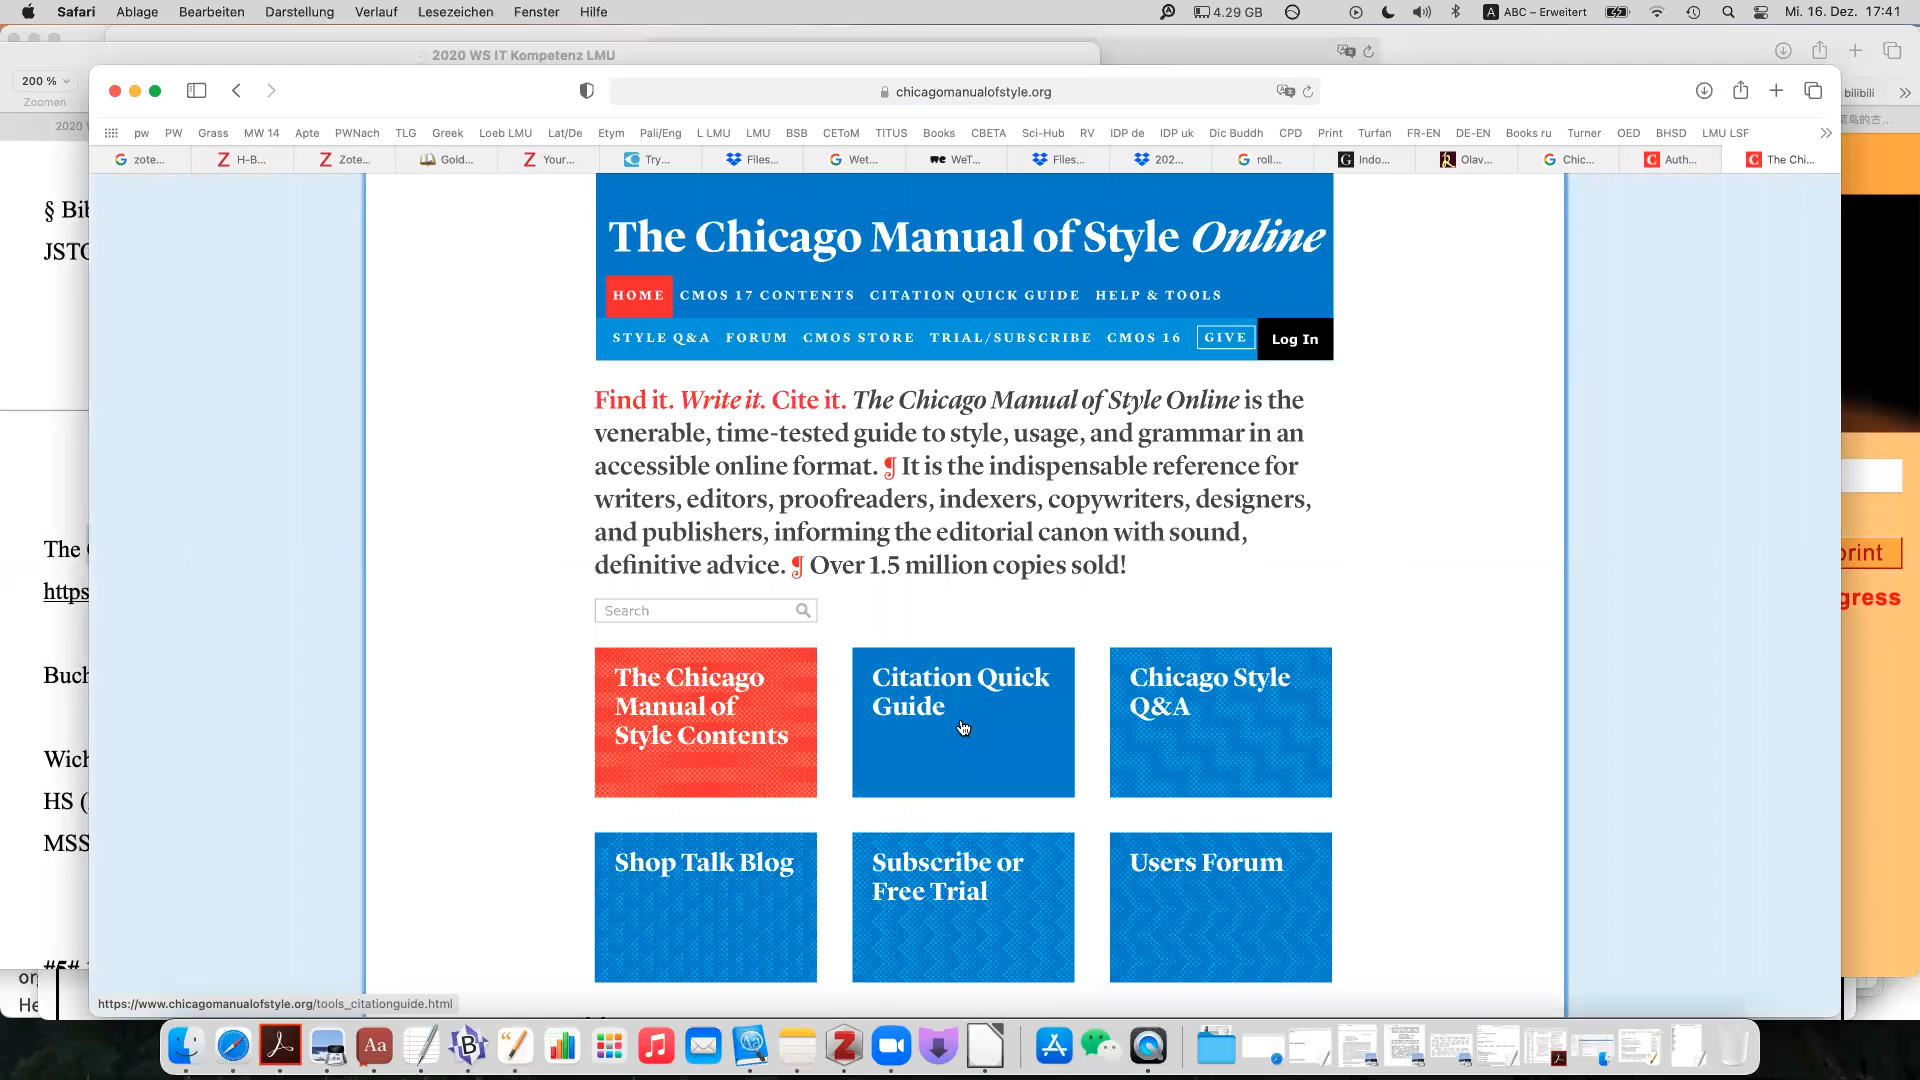 Safari Ablage Bearbeiten Darstellung Verlauf Lesezeichen Fenster Hilfe 4.29 GB A ABC – Erweitert Mi. 16. Dez. 17:41
2020 WS IT Kompetenz LMU
200 %
Zoomen
chicagomanualofstyle.org
bilibili
pw PW Grass MW 14 Apte PWNach TLG Greek Loeb LMU Lat/De Etym Pali/Eng L LMU LMU BSB CEToM TITUS Books CBETA Sci-Hub RV IDP de IDP uk Dic Buddh CPD Print Turfan FR-EN DE-EN Books ru Turner OED BHSD LMU LSF
zote... H-B... Zote... Gold... Your... Try... Files... Wet... WeT... Files... 202... roll... Indo... Olav... Chic... Auth... The Chi...
The Chicago Manual of Style Online
HOME CMOS 17 CONTENTS CITATION QUICK GUIDE HELP & TOOLS
STYLE Q&A FORUM CMOS STORE TRIAL/SUBSCRIBE CMOS 16 GIVE Log In
Find it. Write it. Cite it. The Chicago Manual of Style Online is the
venerable, time-tested guide to style, usage, and grammar in an
accessible online format. ¶ It is the indispensable reference for
writers, editors, proofreaders, indexers, copywriters, designers,
and publishers, informing the editorial canon with sound,
definitive advice. ¶ Over 1.5 million copies sold!
Search
The Chicago
Manual of
Style Contents
Citation Quick
Guide
Chicago Style
Q&A
Shop Talk Blog
Subscribe or
Free Trial
Users Forum
https://www.chicagomanualofstyle.org/tools_citationguide.html
§ Bib
JSTO
The
https
Buch
Wich
HS (
MSS
org
He
print
gress
Aa